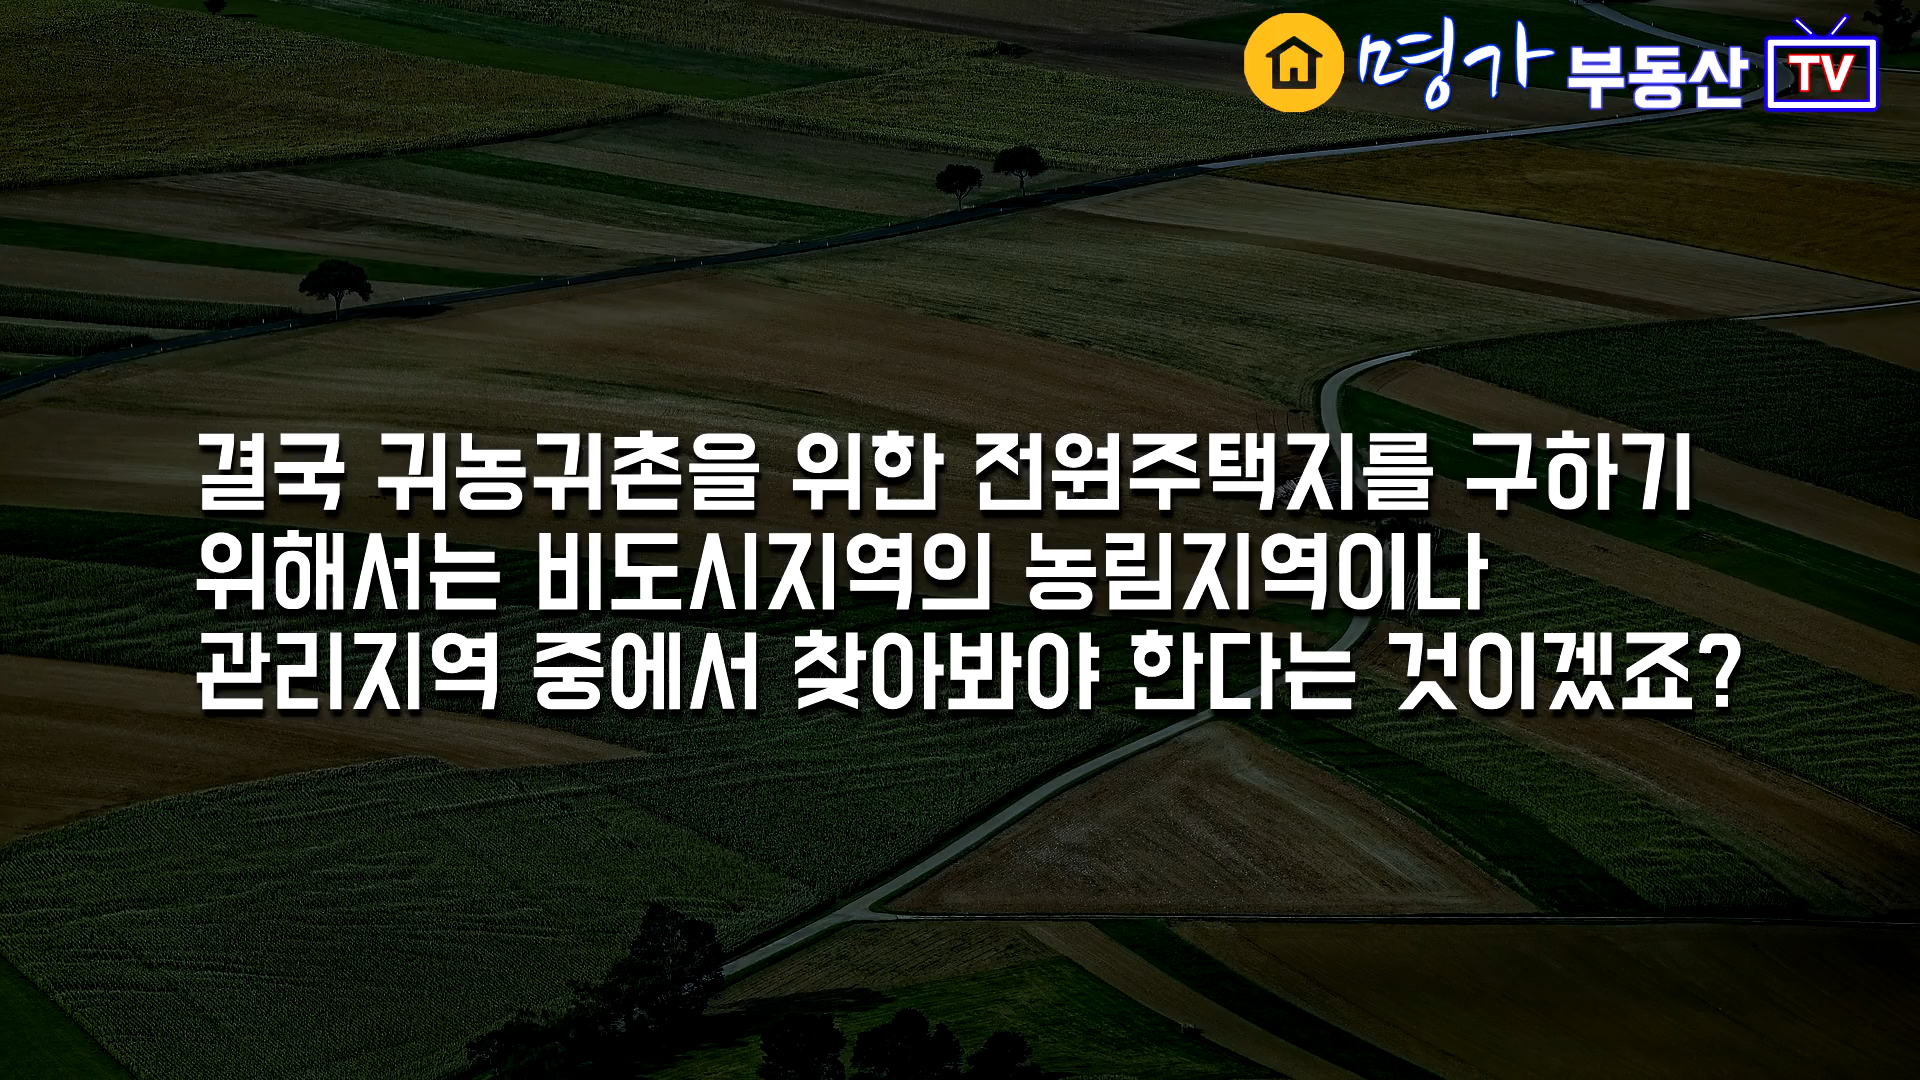 명가 부동산 TV
결국 귀농귀촌을 위한 전원주택지를 구하기
위해서는 비도시지역의 농림지역이나
관리지역 중에서 찾아봐야 한다는 것이겠죠?